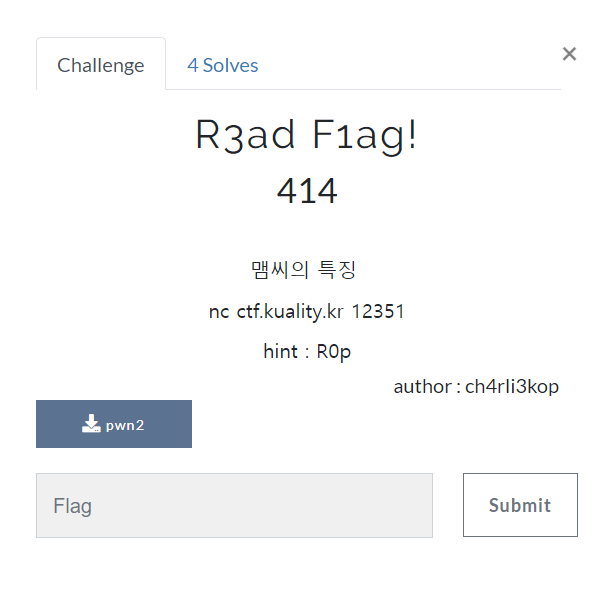 Challenge
4 Solves
×
R3ad F1ag!
414
맴씨의 특징
nc ctf.kuality.kr 12351
hint : R0p
author : ch4rli3kop
pwn2
Flag
Submit